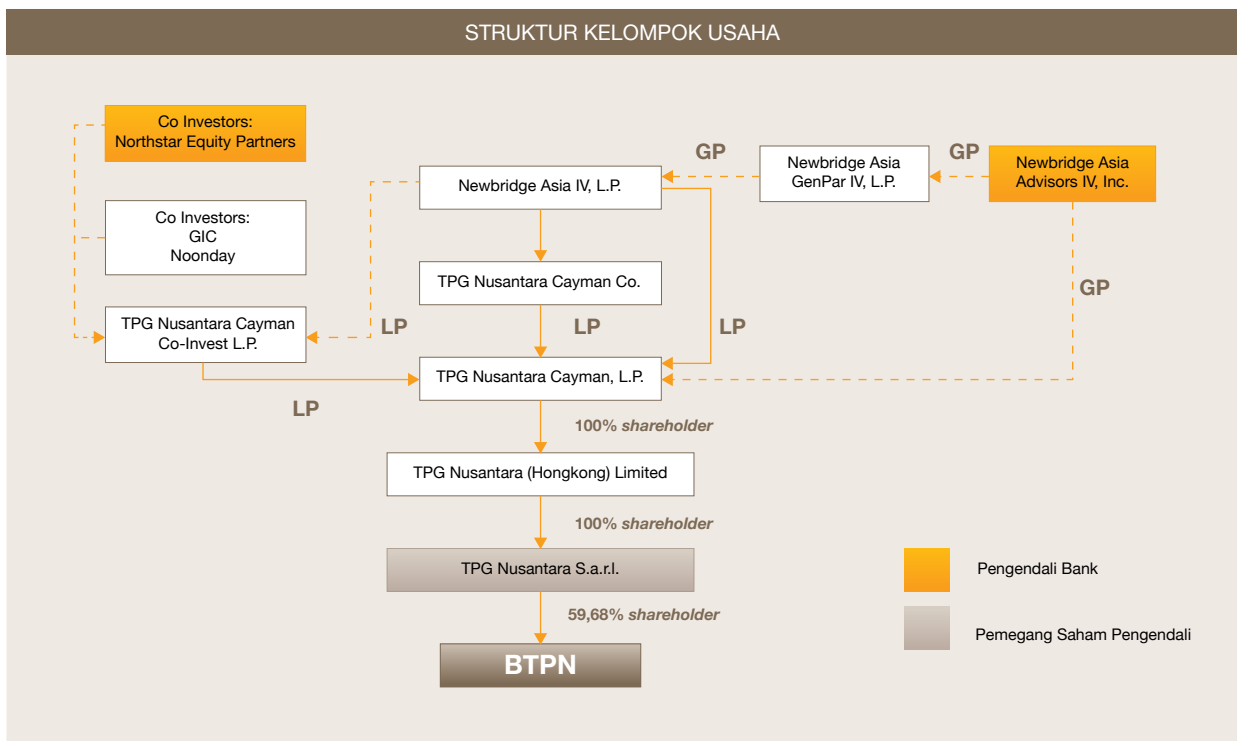 STRUKTUR KELOMPOK USAHA
Co Investors:
Northstar Equity Partners
Co Investors:
GIC
Noonday
TPG Nusantara Cayman
Co-Invest L.P.
LP
Newbridge Asia IV, L.P.
GP
Newbridge Asia
GenPar IV, L.P.
GP
Newbridge Asia
Advisors IV, Inc.
GP
TPG Nusantara Cayman Co.
LP
LP
LP
TPG Nusantara Cayman, L.P.
100% shareholder
TPG Nusantara (Hongkong) Limited
100% shareholder
TPG Nusantara S.a.r.l.
59,68% shareholder
BTPN
Pengendali Bank
Pemegang Saham Pengendali